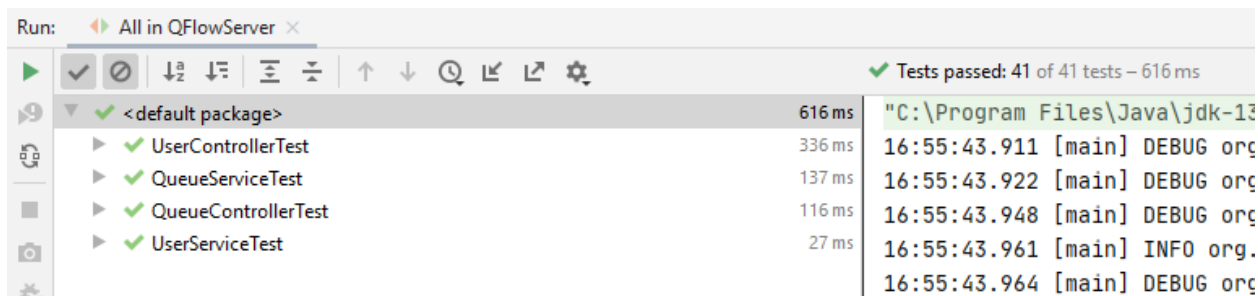 Run: All in QFlowServer
Tests passed: 41 of 41 tests – 616 ms
<default package> 616 ms
UserControllerTest 336 ms
QueueServiceTest 137 ms
QueueControllerTest 116 ms
UserServiceTest 27 ms
"C:\Program Files\Java\jdk-13
16:55:43.911 [main] DEBUG org
16:55:43.922 [main] DEBUG org
16:55:43.948 [main] DEBUG org
16:55:43.961 [main] INFO org.
16:55:43.964 [main] DEBUG org